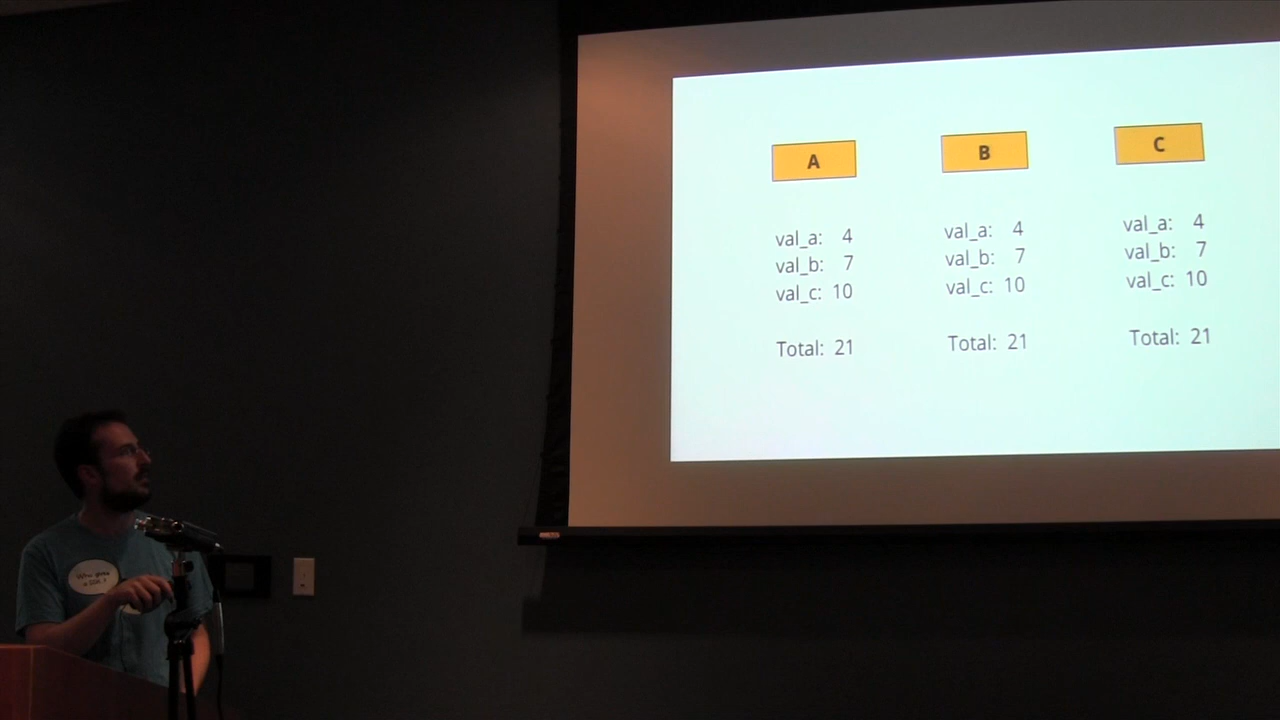 A B C
val_a: 4 val_a: 4 val_a: 4
val_b: 7 val_b: 7 val_b: 7
val_c: 10 val_c: 10 val_c: 10
Total: 21 Total: 21 Total: 21